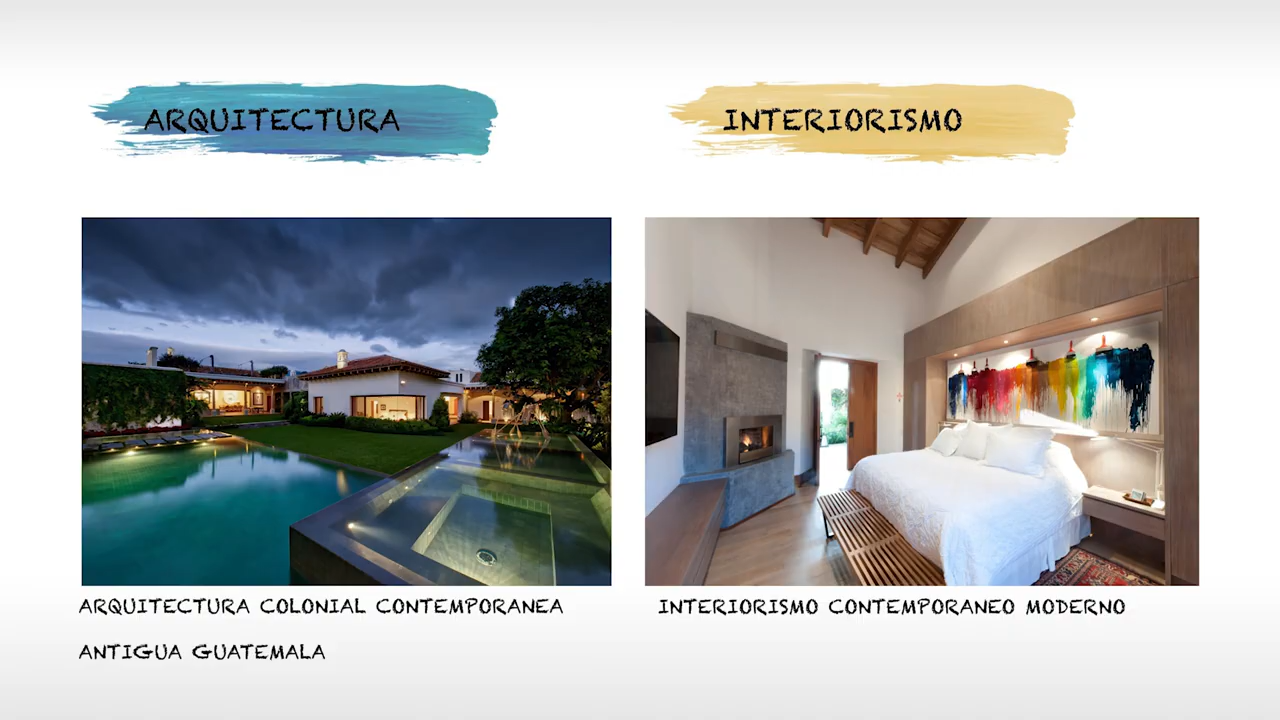 ARQUITECTURA
INTERIORISMO
ARQUITECTURA COLONIAL CONTEMPORANEA
ANTIGUA GUATEMALA
INTERIORISMO CONTEMPORANEO MODERNO